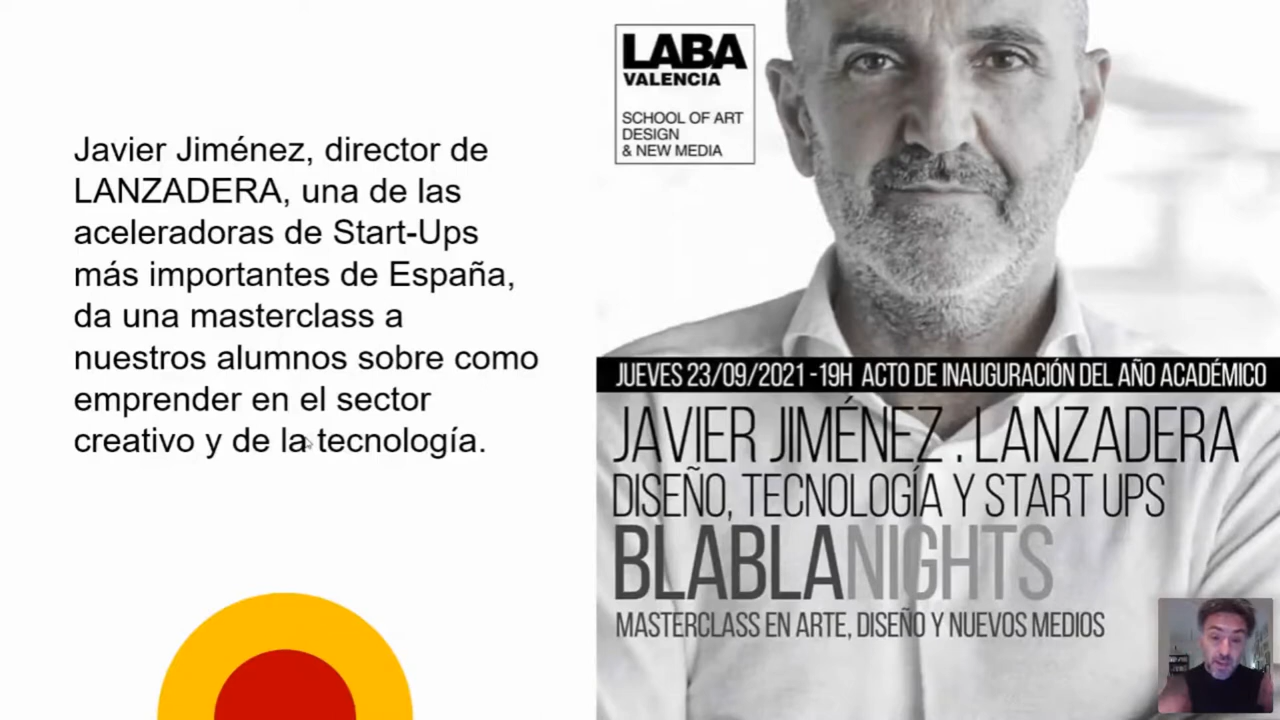 Javier Jiménez, director de
LANZADERA, una de las
aceleradoras de Start-Ups
más importantes de España,
da una masterclass a
nuestros alumnos sobre como
emprender en el sector
creativo y de la tecnología.
LABA
VALENCIA
SCHOOL OF ART
DESIGN
& NEW MEDIA
JUEVES 23/09/2021 -19H ACTO DE INAUGURACIÓN DEL AÑO ACADÉMICO
JAVIER JIMÉNEZ . LANZADERA
DISEÑO, TECNOLOGÍA Y START UPS
BLABLANIGHTS
MASTERCLASS EN ARTE, DISEÑO Y NUEVOS MEDIOS